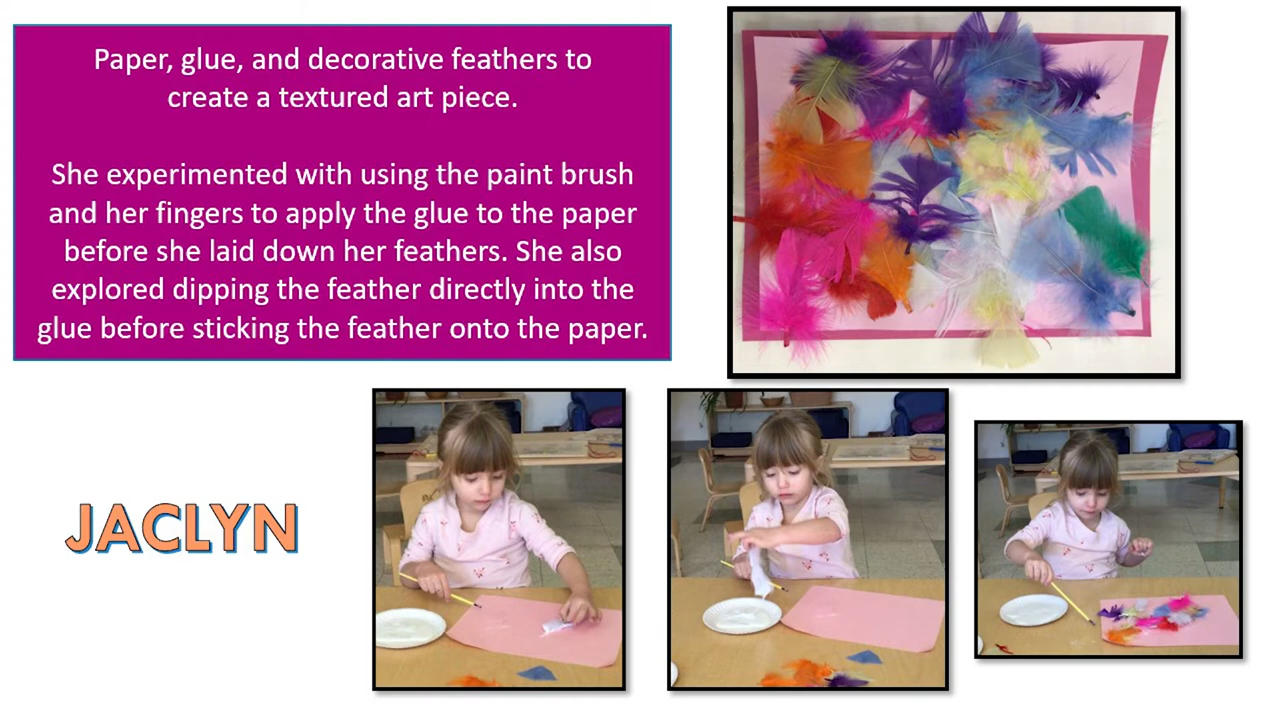 Paper, glue, and decorative feathers to
create a textured art piece.
She experimented with using the paint brush
and her fingers to apply the glue to the paper
before she laid down her feathers. She also
explored dipping the feather directly into the
glue before sticking the feather onto the paper.
JACLYN